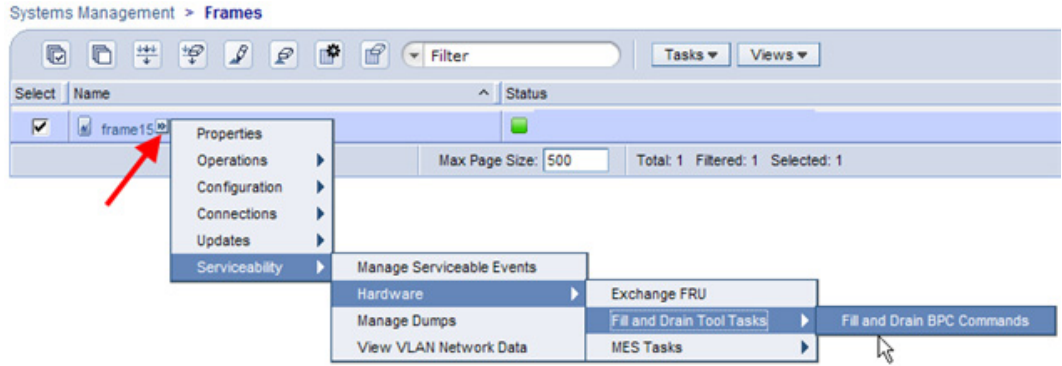 Systems Management > Frames
Filter
Tasks
Views
Select
Name
Status
frame15
Max Page Size: 500
Total: 1 Filtered: 1 Selected: 1
Properties
Operations
Configuration
Connections
Updates
Serviceability
Manage Serviceable Events
Hardware
Manage Dumps
View VLAN Network Data
Exchange FRU
Fill and Drain Tool Tasks
MES Tasks
Fill and Drain BPC Commands